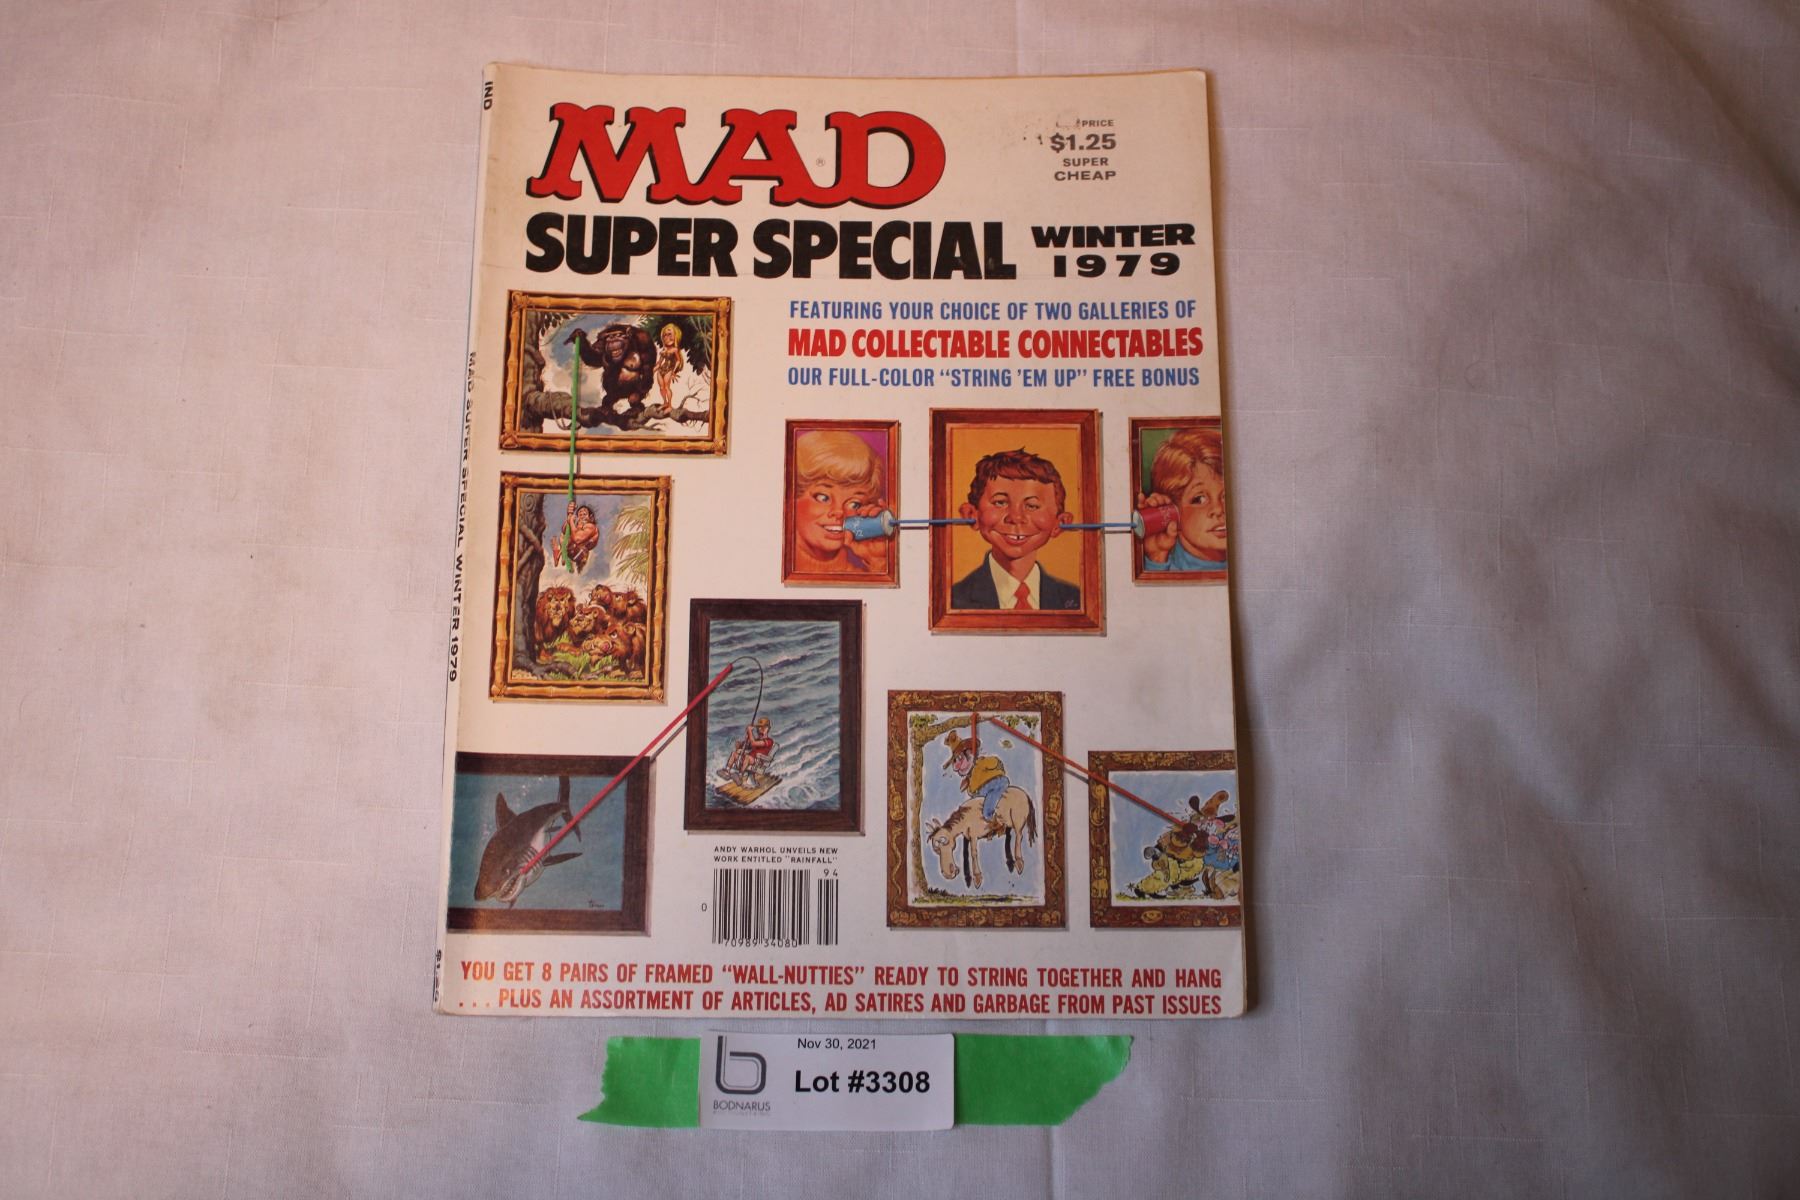 IND
MAD
®
PRICE
$1.25
SUPER
CHEAP
SUPER SPECIAL
WINTER
1979
FEATURING YOUR CHOICE OF TWO GALLERIES OF
MAD COLLECTABLE CONNECTABLES
OUR FULL-COLOR "STRING 'EM UP" FREE BONUS
MAD SUPER SPECIAL WINTER 1979
ANDY WARHOL UNVEILS NEW
WORK ENTITLED "RAINFALL"
94
0
70989 34080
$1.25
YOU GET 8 PAIRS OF FRAMED "WALL-NUTTIES" READY TO STRING TOGETHER AND HANG
. . . PLUS AN ASSORTMENT OF ARTICLES, AD SATIRES AND GARBAGE FROM PAST ISSUES
Nov 30, 2021
Lot #3308
BODNARUS